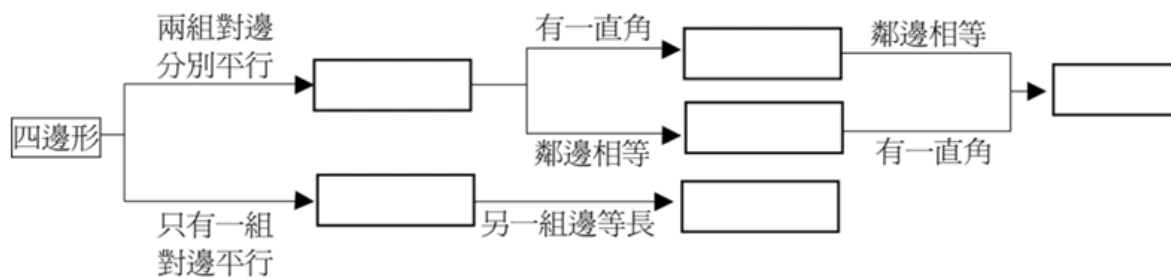 四邊形
兩組對邊
分別平行
有一直角
鄰邊相等
鄰邊相等
有一直角
只有一組
對邊平行
另一組邊等長